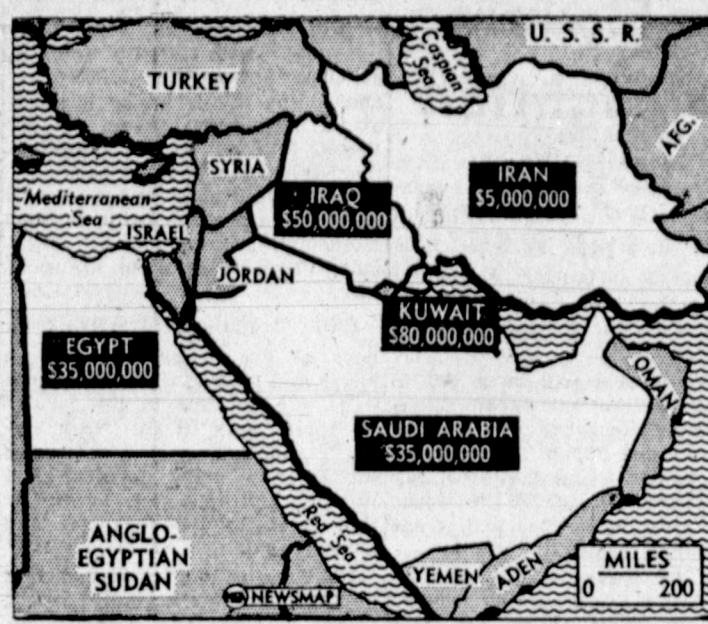 U. S. S. R.
Caspian
Sea
TURKEY
AFG.
SYRIA
IRAN
$5,000,000
IRAQ
$50,000,000
Mediterranean
Sea
ISRAEL
JORDAN
KUWAIT
$80,000,000
EGYPT
$35,000,000
OMAN
SAUDI ARABIA
$35,000,000
Red Sea
ANGLO-
EGYPTIAN
SUDAN
YEMEN
ADEN
MILES
0 200
NEWSMAP